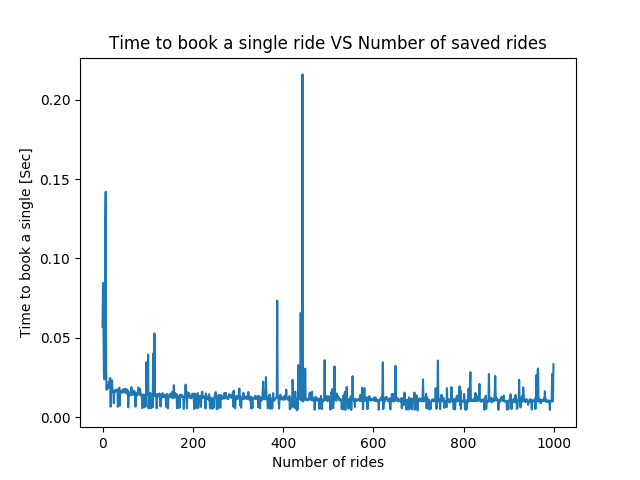 Time to book a single ride VS Number of saved rides
0.20
0.15
0.10
0.05
0.00
Time to book a single [Sec]
0 200 400 600 800 1000
Number of rides